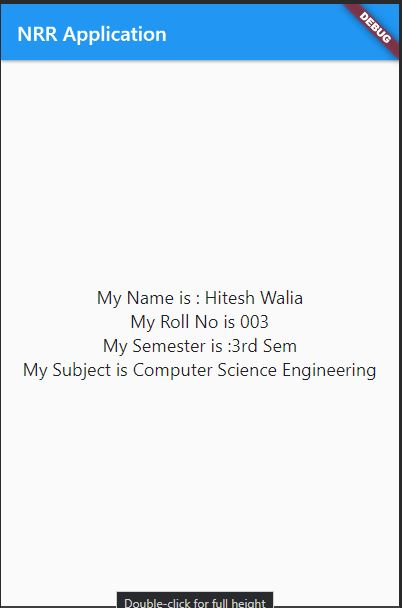 NRR Application
DEBUG
My Name is : Hitesh Walia
My Roll No is 003
My Semester is :3rd Sem
My Subject is Computer Science Engineering
Double-click for full height